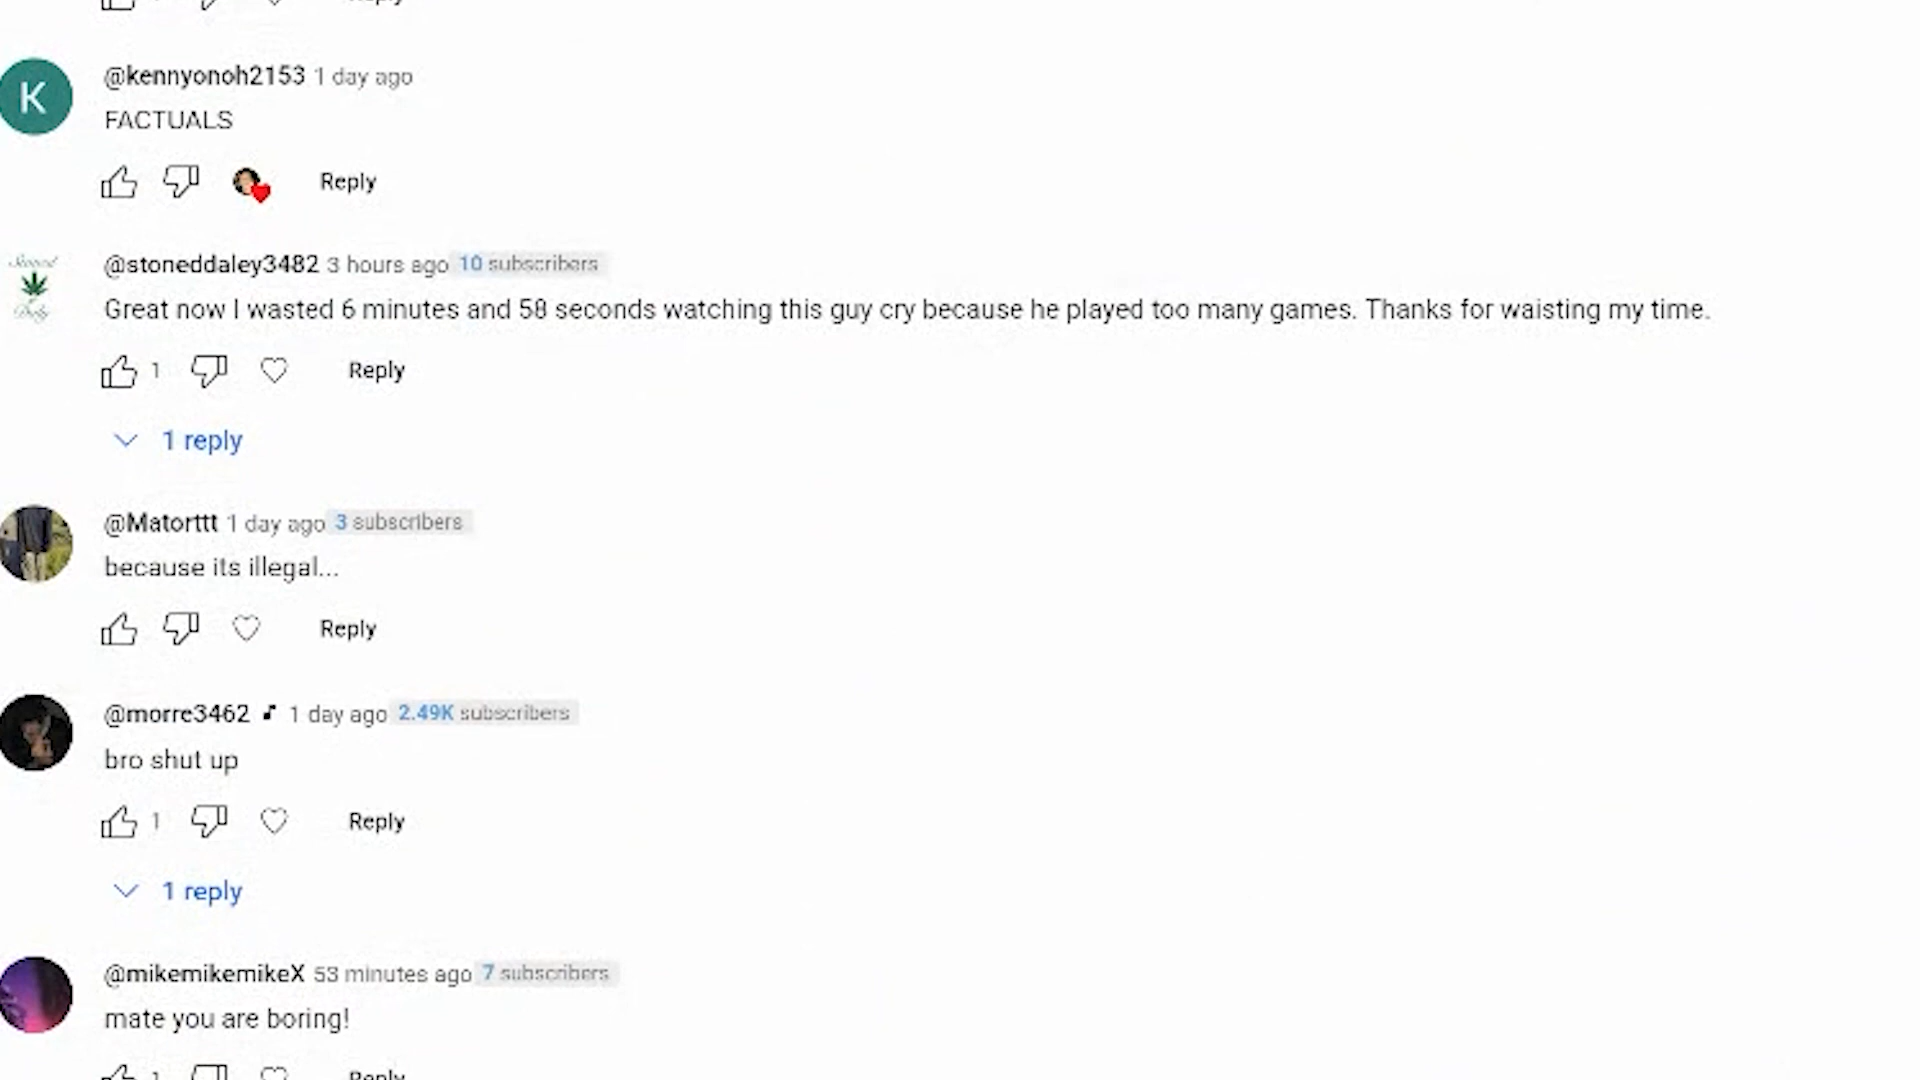 Reply
K
@kennyonoh2153 1 day ago
FACTUALS
Reply
Stoned
Daley
@stoneddaley3482 3 hours ago 10 subscribers
Great now I wasted 6 minutes and 58 seconds watching this guy cry because he played too many games. Thanks for waisting my time.
1 Reply
1 reply
@Matorttt 1 day ago 3 subscribers
because its illegal...
Reply
@morre3462 1 day ago 2.49K subscribers
bro shut up
1 Reply
1 reply
@mikemikemikeX 53 minutes ago 7 subscribers
mate you are boring!
1 Reply